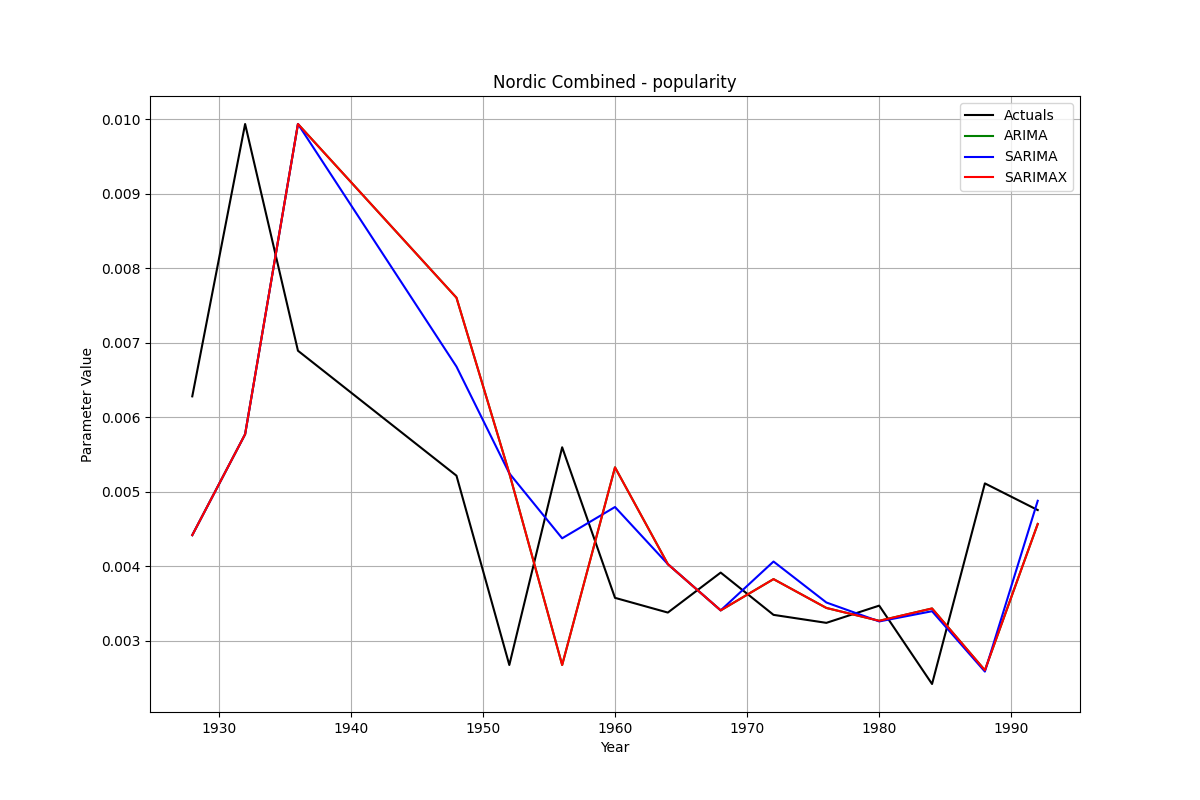 Nordic Combined - popularity
Actuals
ARIMA
SARIMA
SARIMAX
0.010
0.009
0.008
0.007
0.006
0.005
0.004
0.003
Parameter Value
1930 1940 1950 1960 1970 1980 1990
Year